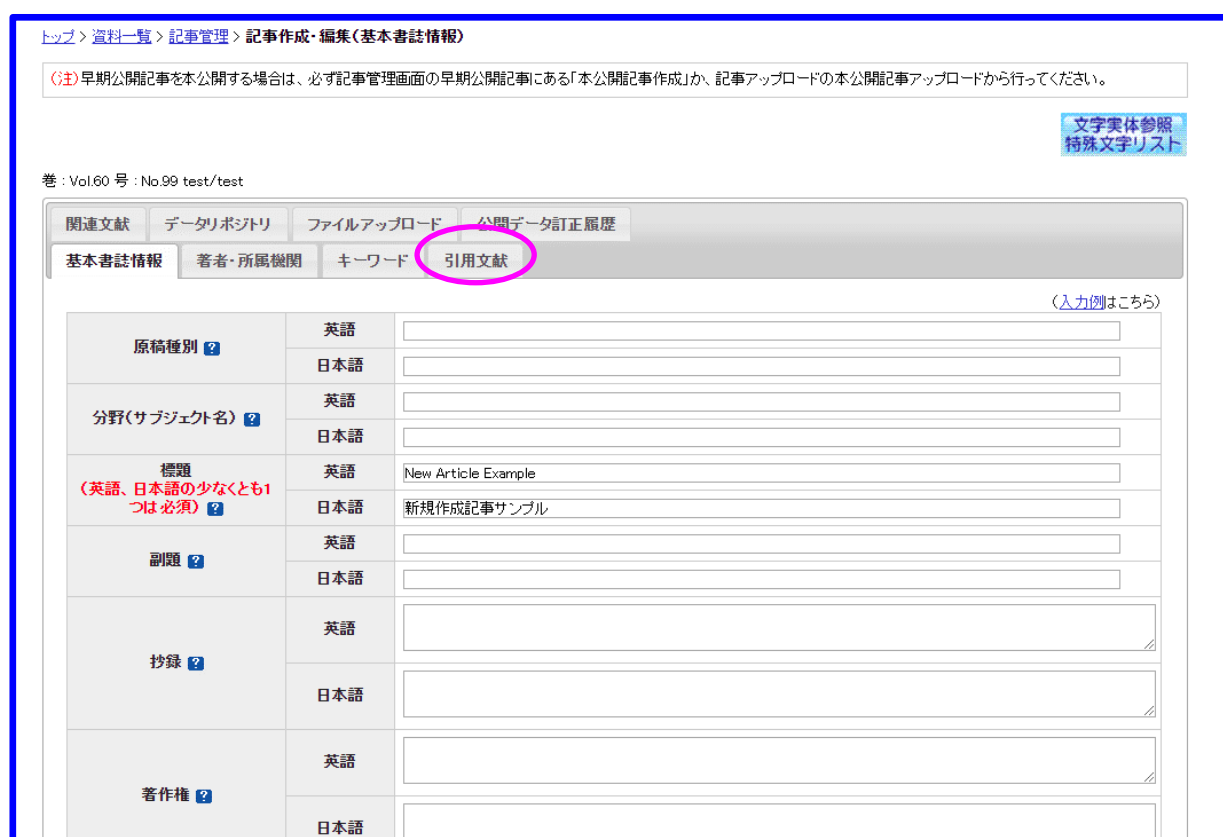 トップ > 資料一覧 > 記事管理 > 記事作成・編集(基本書誌情報)
(注)早期公開記事を本公開する場合は、必ず記事管理画面の早期公開記事にある「本公開記事作成」か、記事アップロードの本公開記事アップロードから行ってください。
文字実体参照
特殊文字リスト
巻 : Vol.60 号 : No.99 test/test
関連文献 データリポジトリ ファイルアップロード 公開データ訂正履歴
基本書誌情報 著者・所属機関 キーワード 引用文献
(入力例はこちら)
原稿種別 ?
英語
日本語
分野(サブジェクト名) ?
英語
日本語
標題
(英語、日本語の少なくとも1
つは必須) ?
英語 New Article Example
日本語 新規作成記事サンプル
副題 ?
英語
日本語
抄録 ?
英語
日本語
著作権 ?
英語
日本語